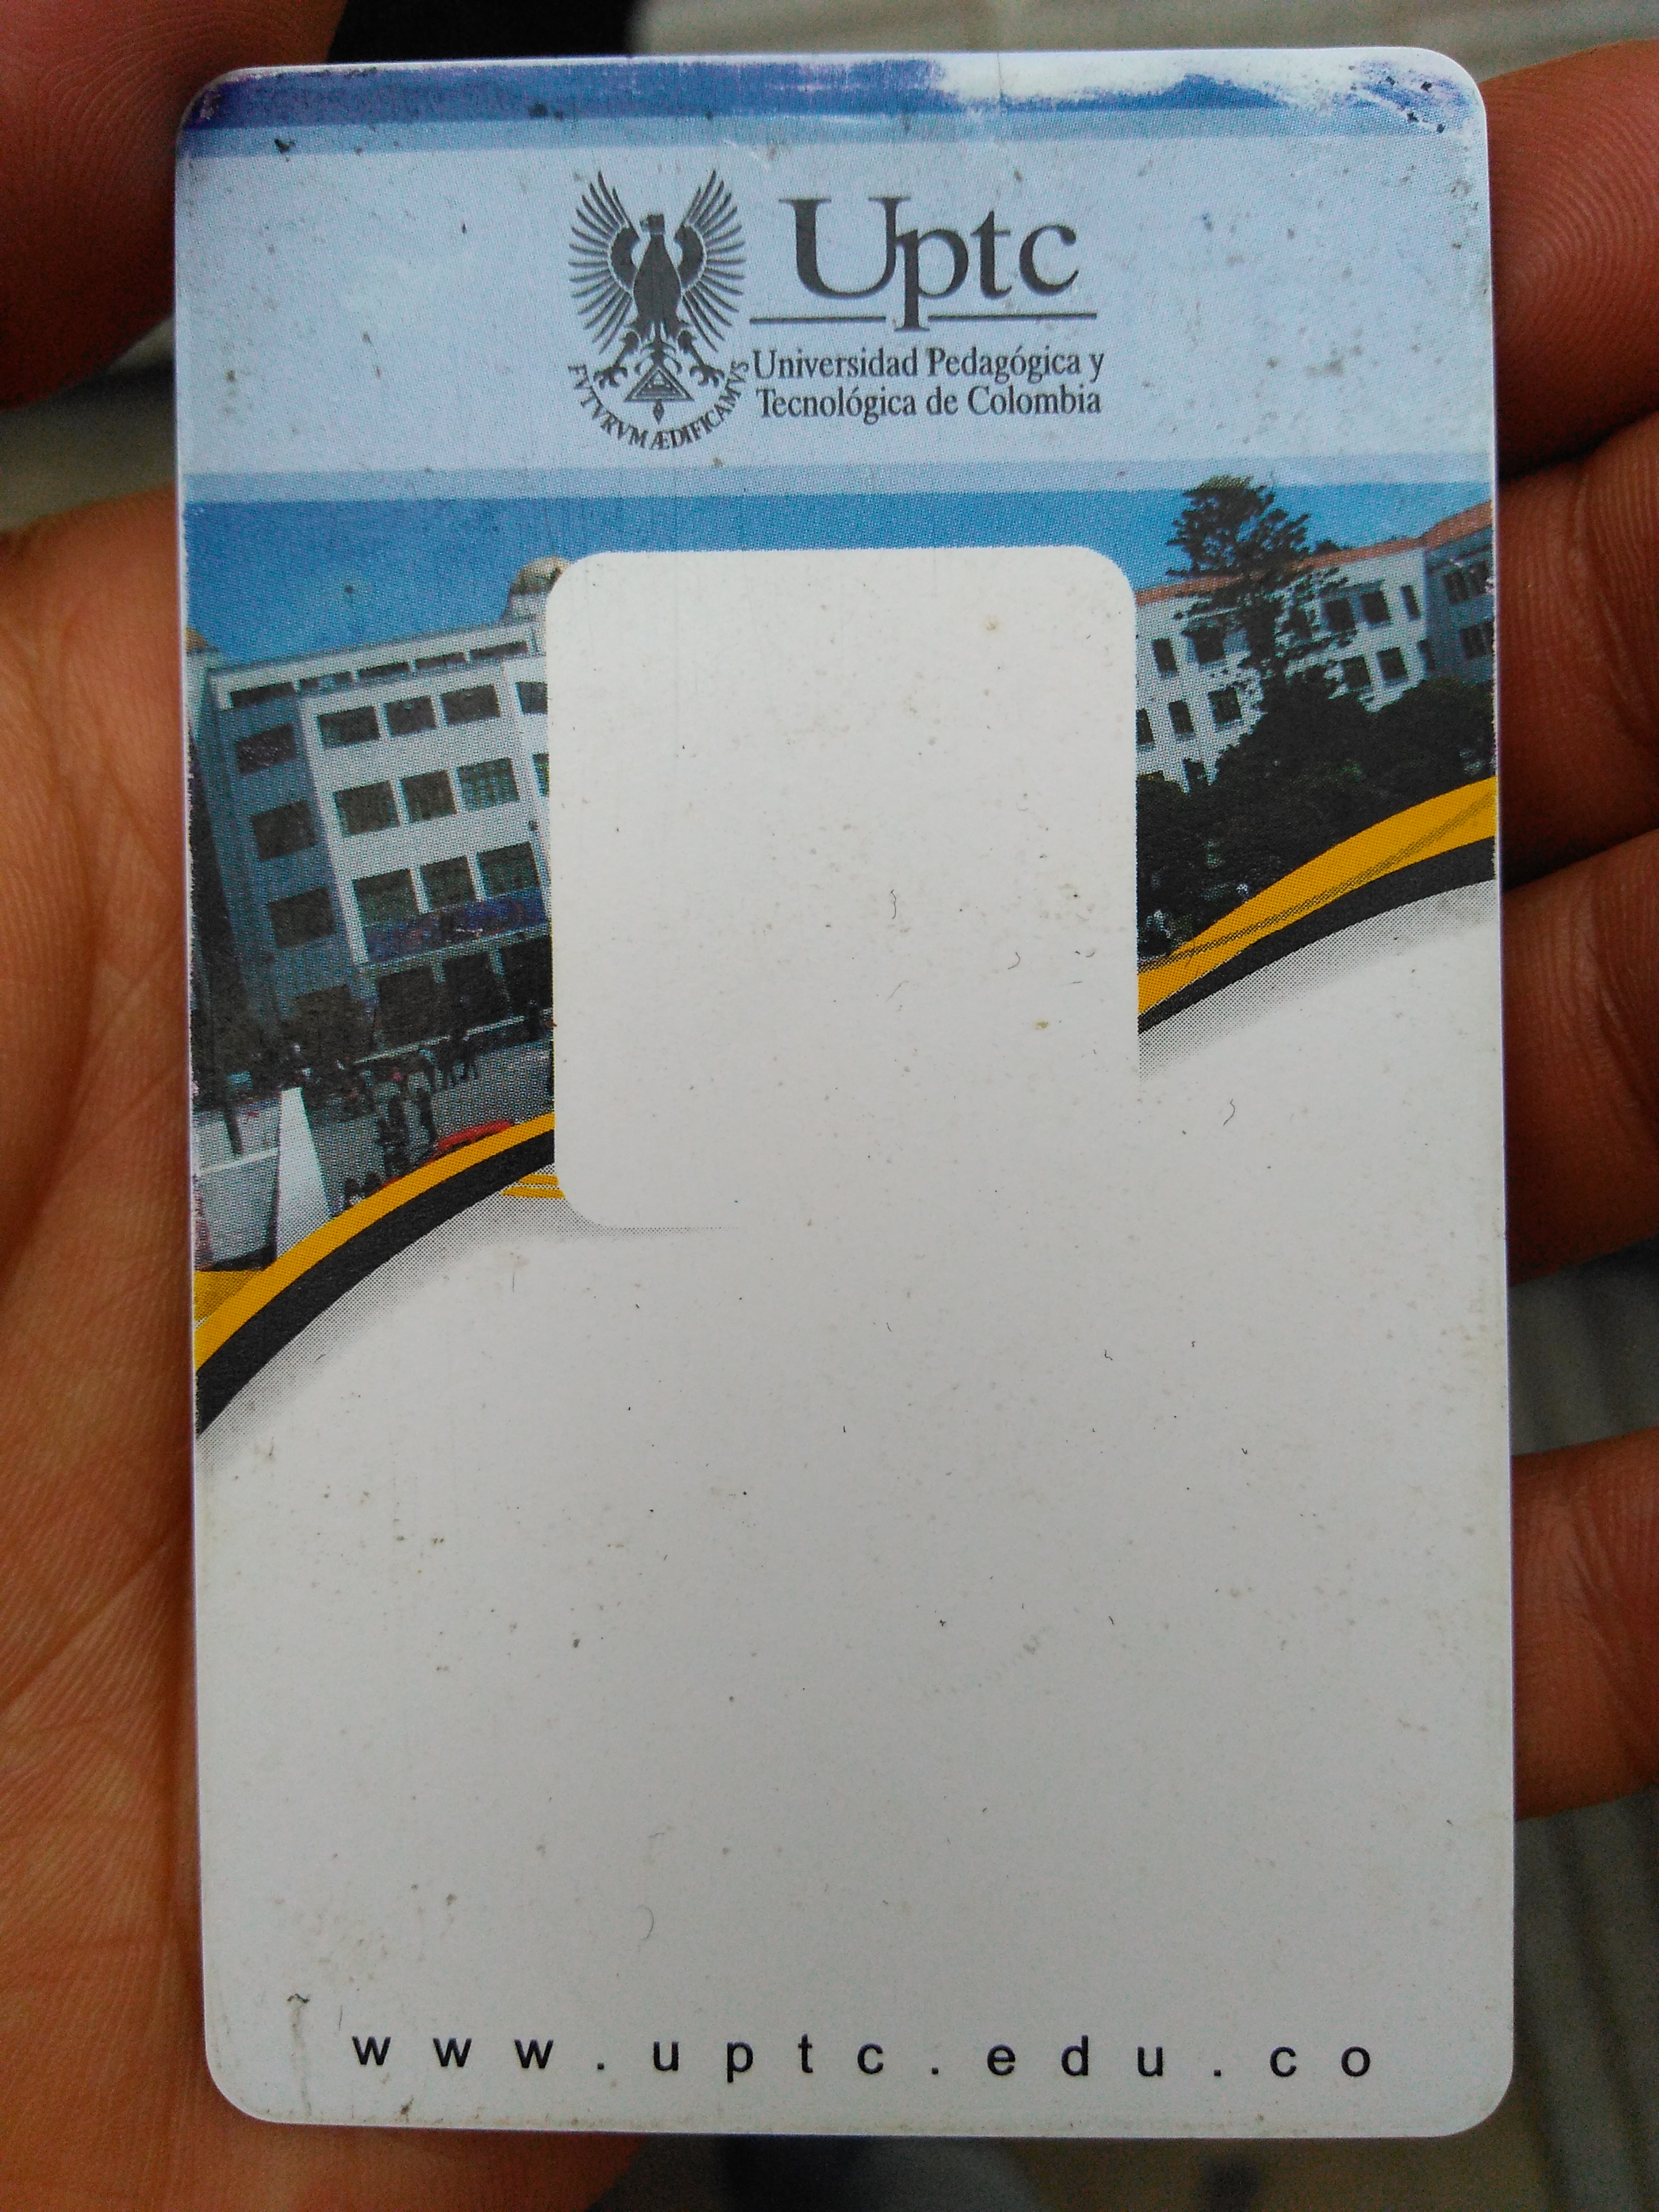 Uptc
Universidad Pedagógica y
Tecnológica de Colombia
FVTVRVM ÆDIFICAMVS
www.uptc.edu.co